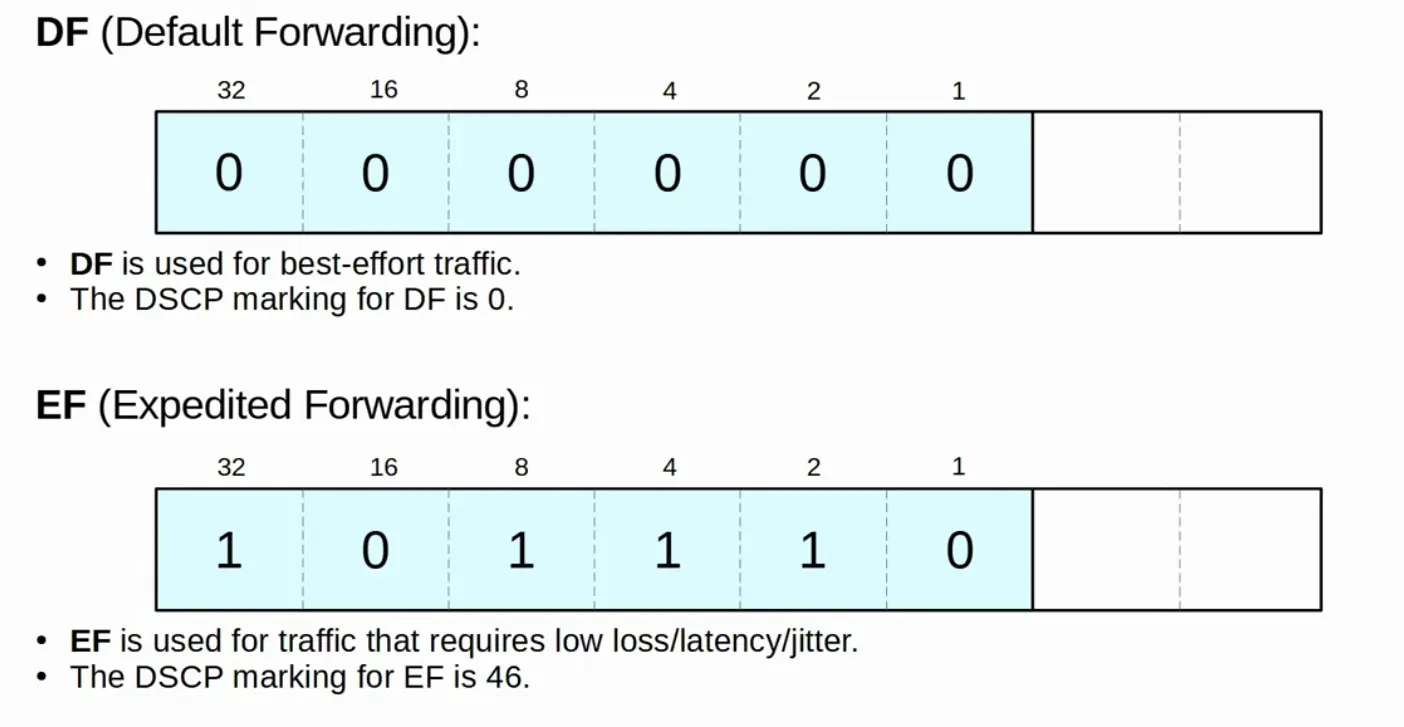 DF (Default Forwarding):
32 16 8 4 2 1
0 0 0 0 0 0
• DF is used for best-effort traffic.
• The DSCP marking for DF is 0.
EF (Expedited Forwarding):
32 16 8 4 2 1
1 0 1 1 1 0
• EF is used for traffic that requires low loss/latency/jitter.
• The DSCP marking for EF is 46.